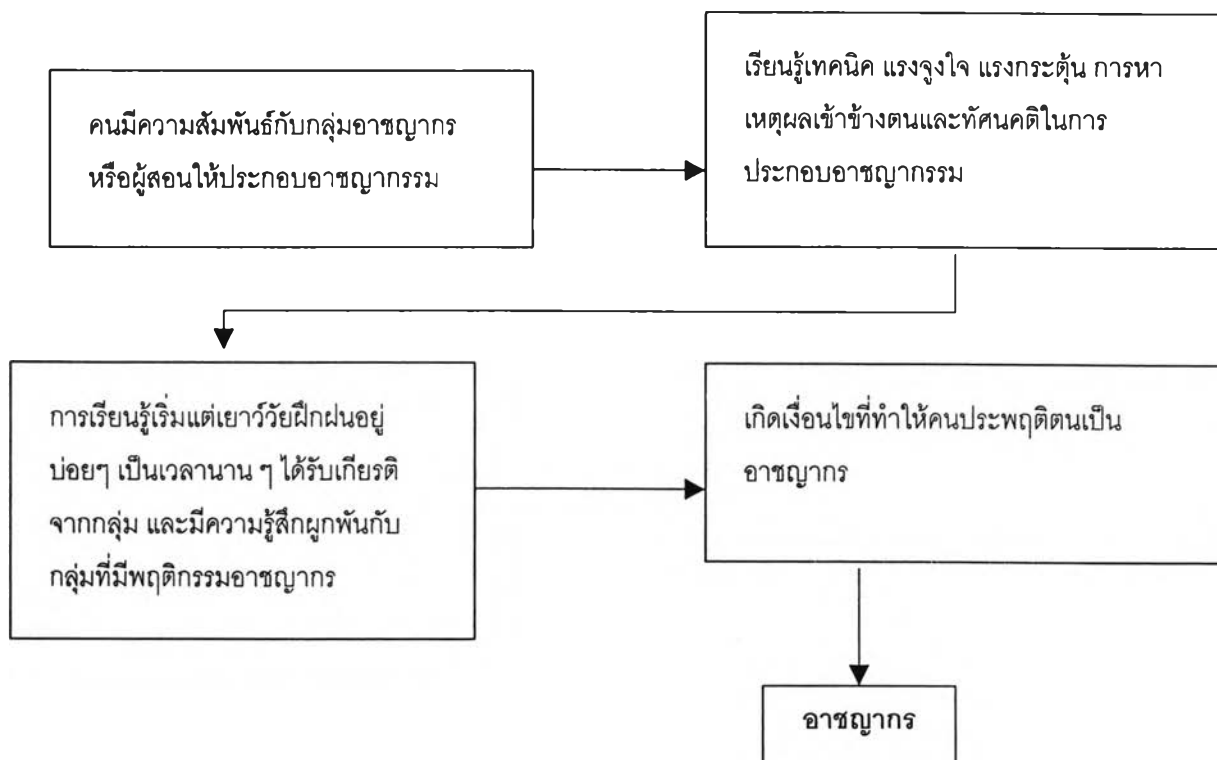 คนมีความสัมพันธ์กับกลุ่มอาชญากร
หรือผู้สอนให้ประกอบอาชญากรรม
เรียนรู้เทคนิค แรงจูงใจ แรงกระตุ้น การหา
เหตุผลเข้าข้างตนและทัศนคติในการ
ประกอบอาชญากรรม
การเรียนรู้เริ่มแต่เยาว์วัยฝึกฝนอยู่
บ่อยๆ เป็นเวลานาน ๆ ได้รับเกียรติ
จากกลุ่ม และมีความรู้สึกผูกพันกับ
กลุ่มที่มีพฤติกรรมอาชญากร
เกิดเงื่อนไขที่ทำให้คนประพฤติตนเป็น
อาชญากร
อาชญากร